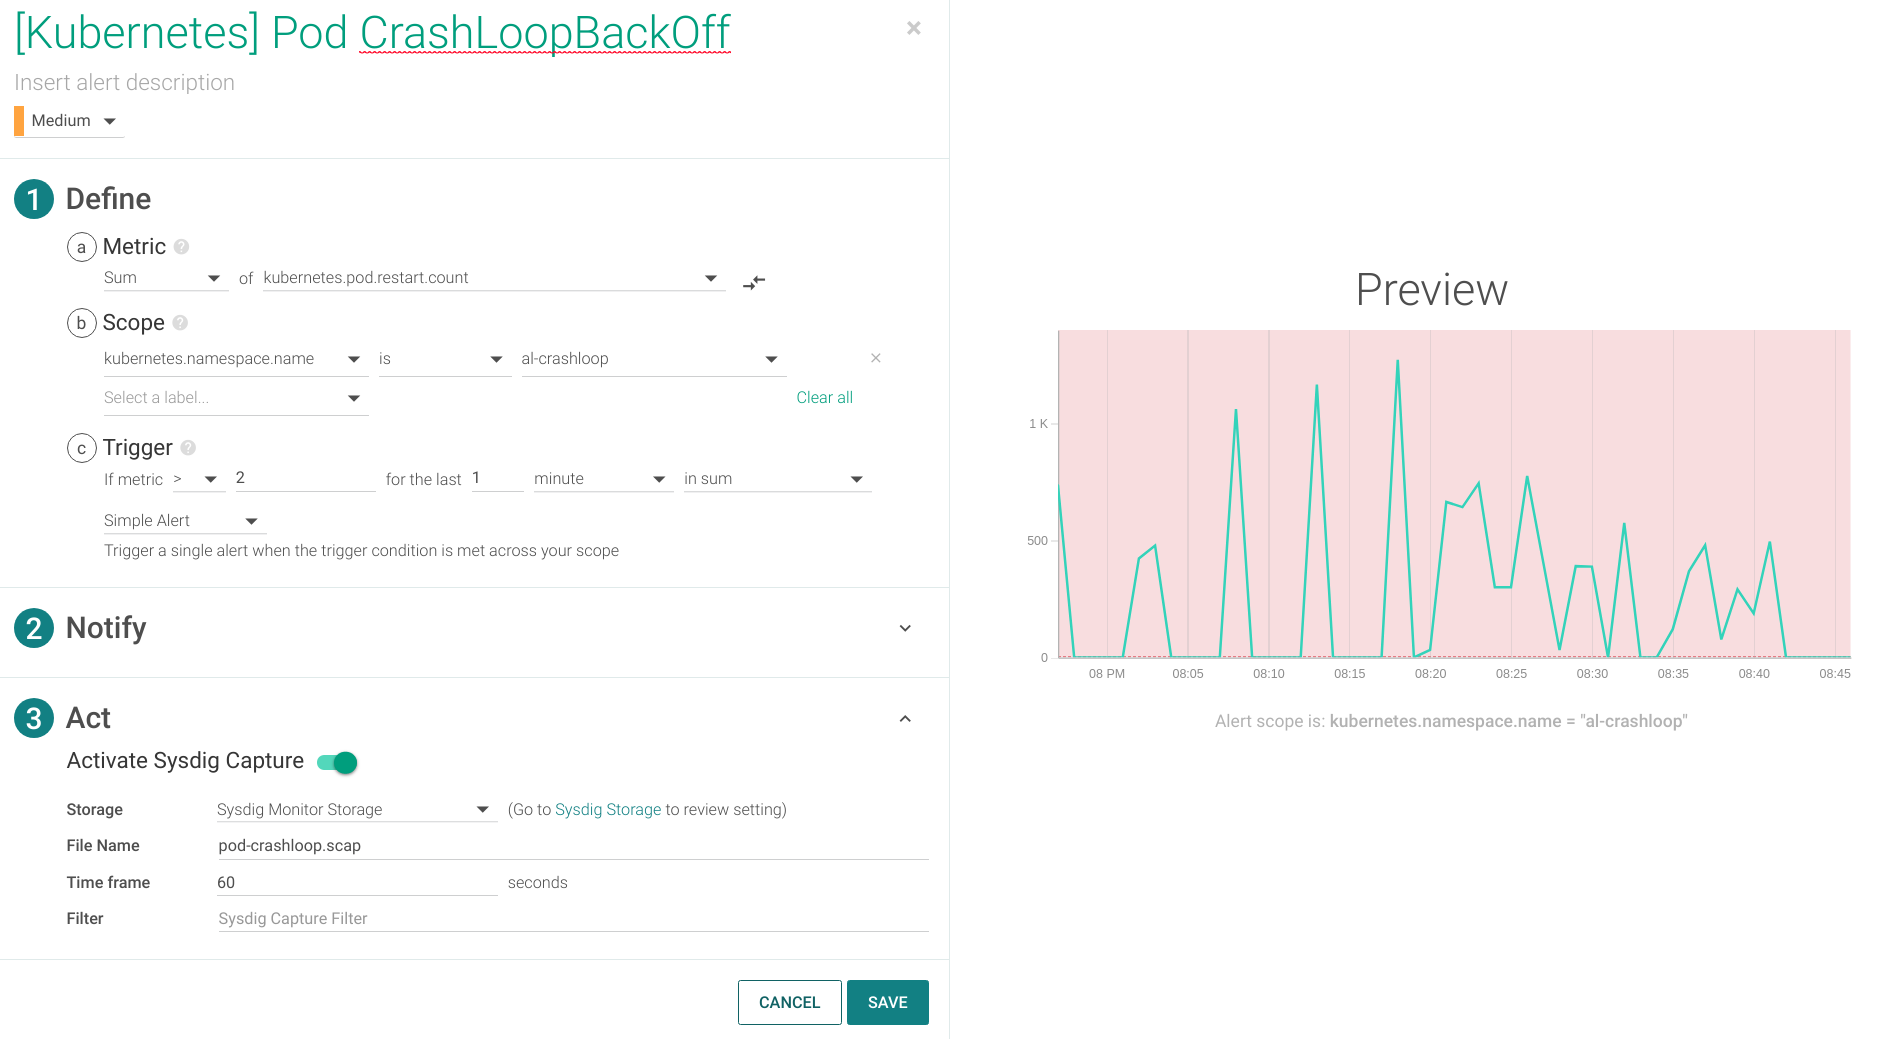 [Kubernetes] Pod CrashLoopBackOff
×
Insert alert description
Medium
1 Define
a Metric ?
Sum of kubernetes.pod.restart.count
b Scope ?
kubernetes.namespace.name is al-crashloop ×
Select a label... Clear all
c Trigger ?
If metric > 2 for the last 1 minute in sum
Simple Alert
Trigger a single alert when the trigger condition is met across your scope
2 Notify
3 Act
Activate Sysdig Capture
Storage Sysdig Monitor Storage (Go to Sysdig Storage to review setting)
File Name pod-crashloop.scap
Time frame 60 seconds
Filter Sysdig Capture Filter
CANCEL SAVE
Preview
1 K
500
0
08 PM 08:05 08:10 08:15 08:20 08:25 08:30 08:35 08:40 08:45
Alert scope is: kubernetes.namespace.name = "al-crashloop"